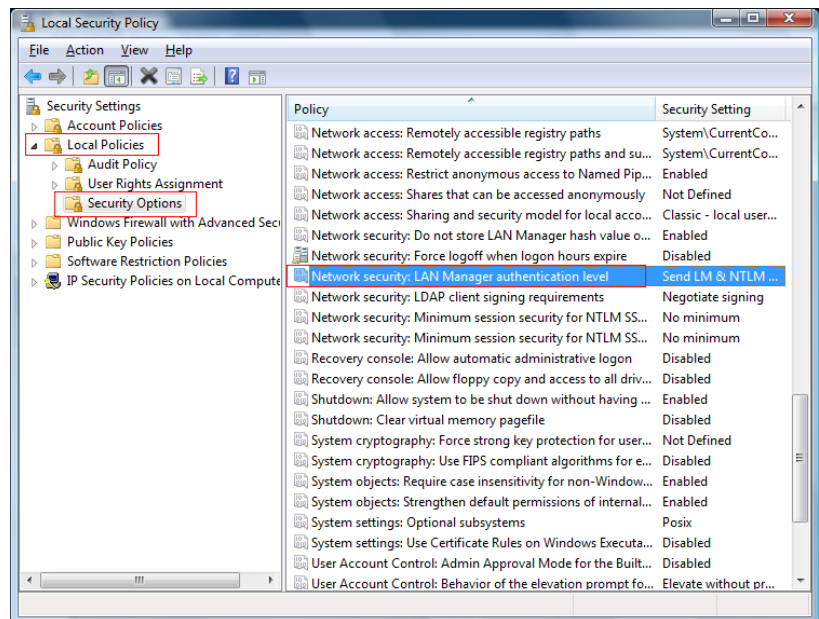 Local Security Policy
File Action View Help
Security Settings
Account Policies
Local Policies
Audit Policy
User Rights Assignment
Security Options
Windows Firewall with Advanced Secu
Public Key Policies
Software Restriction Policies
IP Security Policies on Local Compute
Policy Security Setting
Network access: Remotely accessible registry paths System\CurrentCo...
Network access: Remotely accessible registry paths and su... System\CurrentCo...
Network access: Restrict anonymous access to Named Pip... Enabled
Network access: Shares that can be accessed anonymously Not Defined
Network access: Sharing and security model for local acco... Classic - local user...
Network security: Do not store LAN Manager hash value o... Enabled
Network security: Force logoff when logon hours expire Disabled
Network security: LAN Manager authentication level Send LM & NTLM ...
Network security: LDAP client signing requirements Negotiate signing
Network security: Minimum session security for NTLM SS... No minimum
Network security: Minimum session security for NTLM SS... No minimum
Recovery console: Allow automatic administrative logon Disabled
Recovery console: Allow floppy copy and access to all driv... Disabled
Shutdown: Allow system to be shut down without having ... Enabled
Shutdown: Clear virtual memory pagefile Disabled
System cryptography: Force strong key protection for user... Not Defined
System cryptography: Use FIPS compliant algorithms for e... Disabled
System objects: Require case insensitivity for non-Window... Enabled
System objects: Strengthen default permissions of internal... Enabled
System settings: Optional subsystems Posix
System settings: Use Certificate Rules on Windows Executa... Disabled
User Account Control: Admin Approval Mode for the Built... Disabled
User Account Control: Behavior of the elevation prompt fo... Elevate without pr...